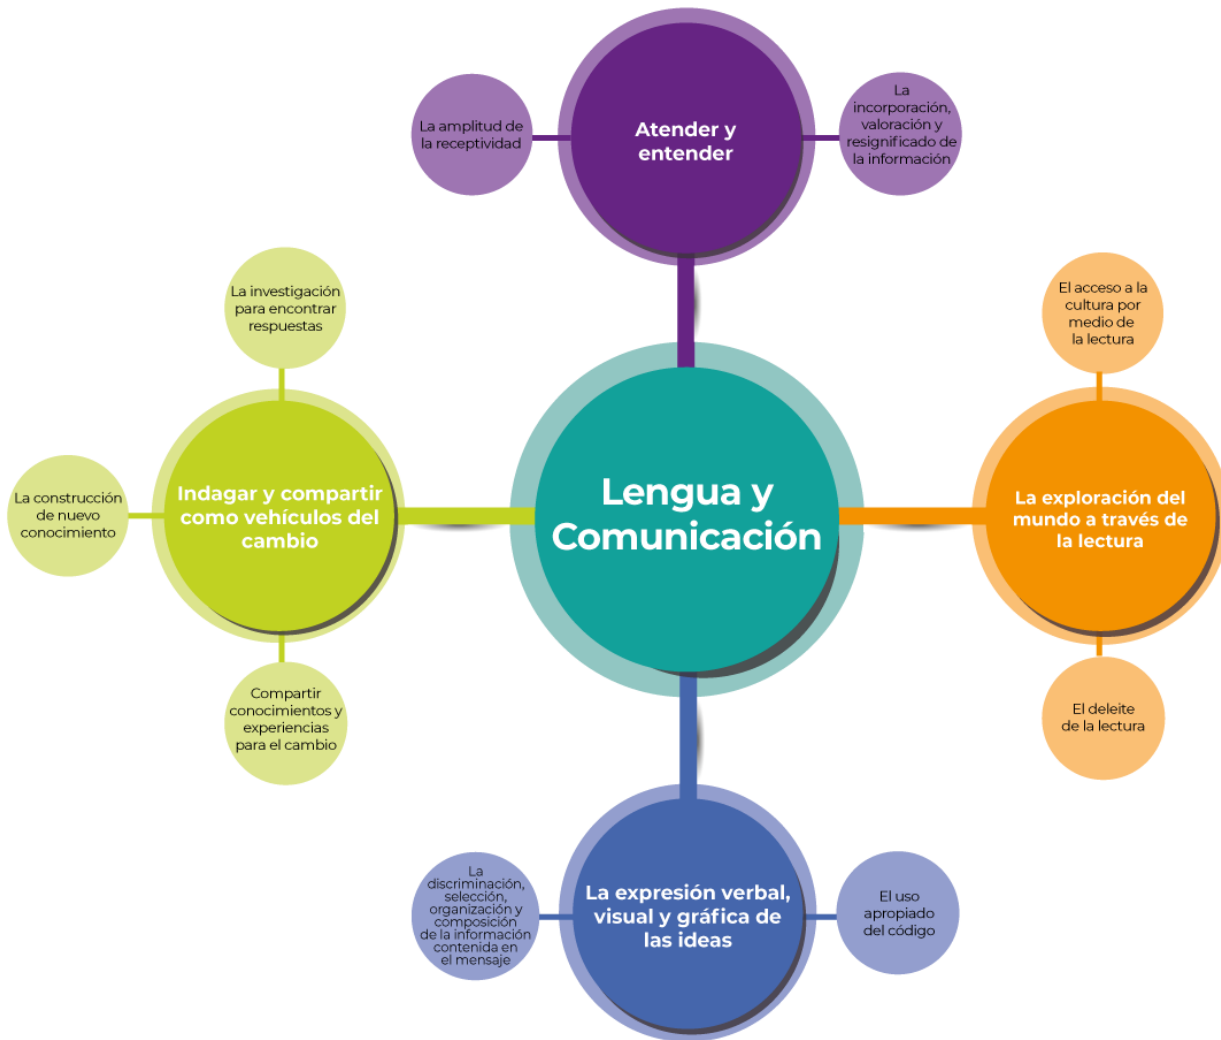 Atender y
entender
La amplitud de
la receptividad
La
incorporación,
valoración y
resignificado de
la información
La investigación
para encontrar
respuestas
El acceso a la
cultura por
medio de
la lectura
La construcción
de nuevo
conocimiento
Indagar y compartir
como vehículos del
cambio
Lengua y
Comunicación
La exploración del
mundo a través de
la lectura
Compartir
conocimientos y
experiencias
para el cambio
El deleite
de la lectura
La
discriminación,
selección,
organización y
composición
de la información
contenida en
el mensaje
La expresión verbal,
visual y gráfica de
las ideas
El uso
apropiado
del código